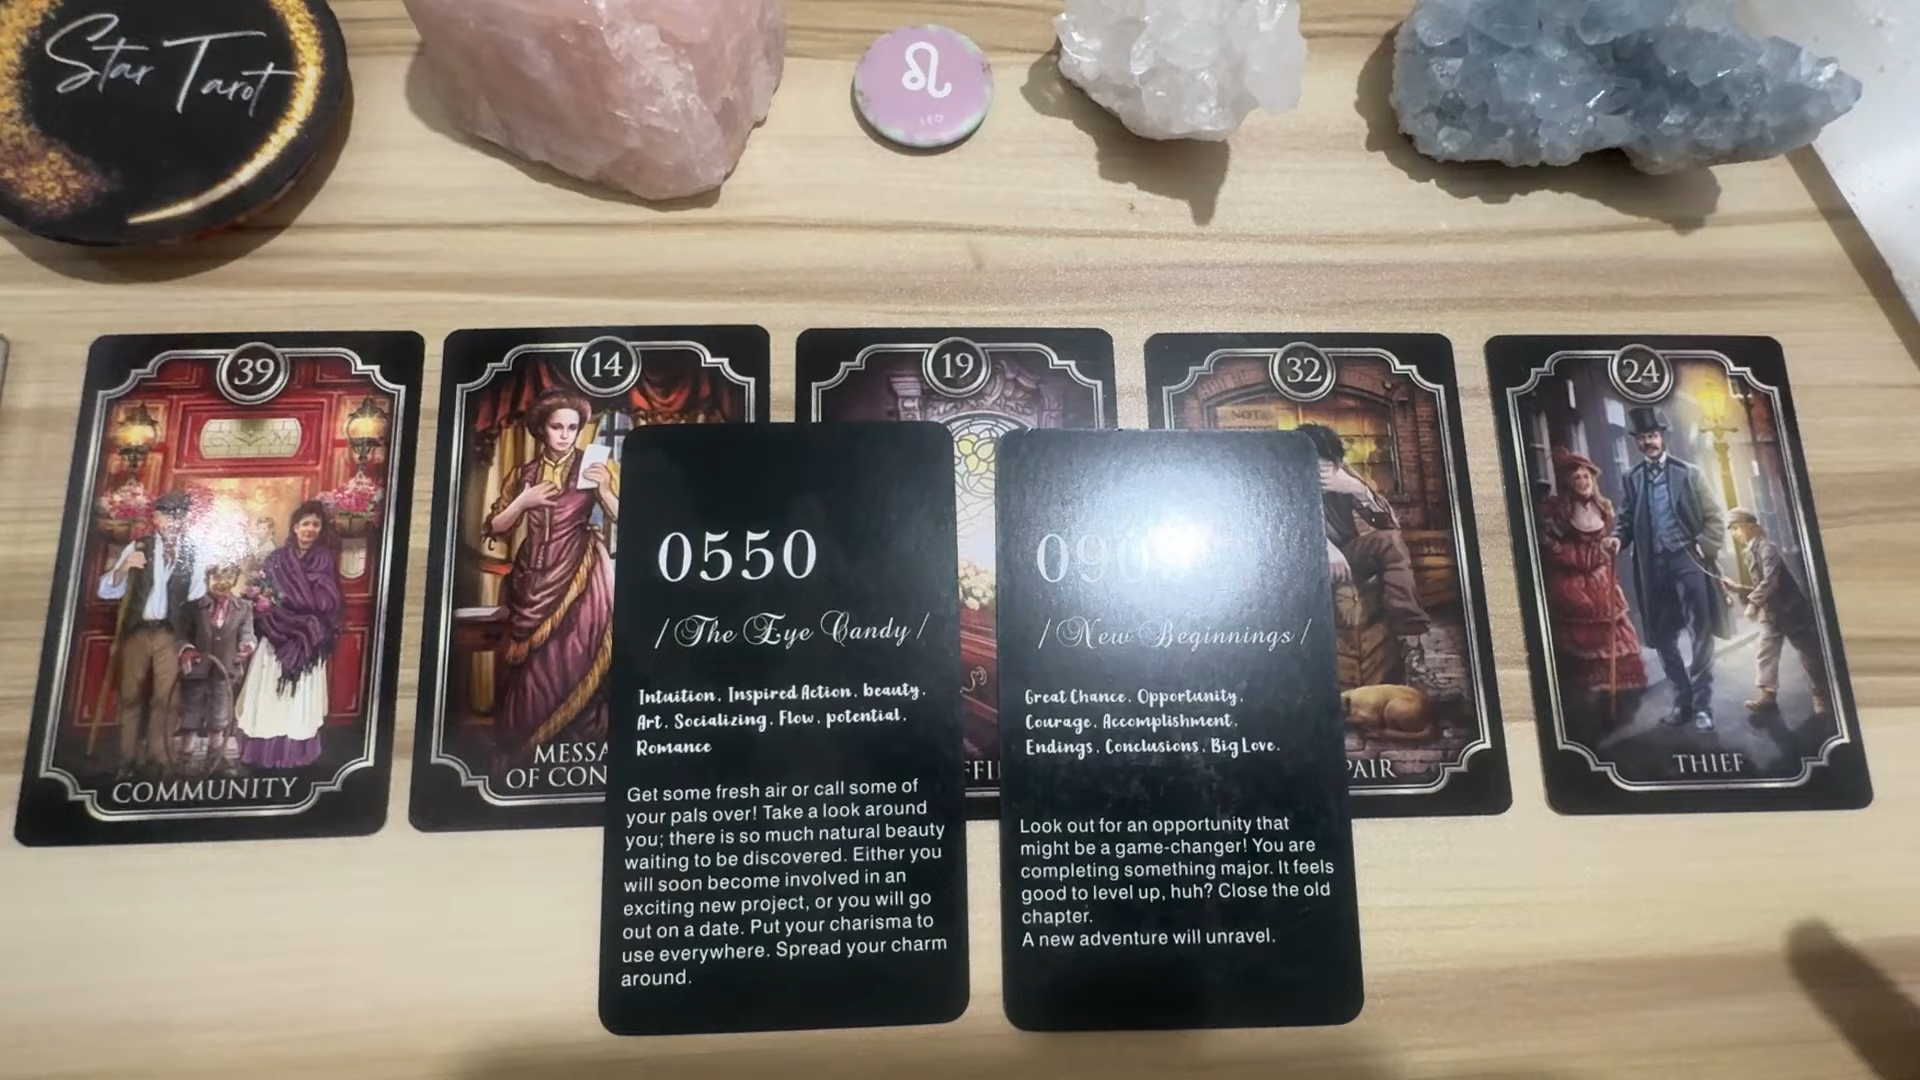 Star Tarot
LEO
39
14
19
32
24
NOT
COMMUNITY
OF CON
THIEF
0550
/ The Eye Candy /
Intuition, Inspired Action, beauty,
Art, Socializing, Flow, potential,
Romance
Get some fresh air or call some of
your pals over! Take a look around
you; there is so much natural beauty
waiting to be discovered. Either you
will soon become involved in an
exciting new project, or you will go
out on a date. Put your charisma to
use everywhere. Spread your charm
around.
/ New Beginnings /
Great Chance, Opportunity,
Courage, Accomplishment,
Endings, Conclusions, Big Love.
Look out for an opportunity that
might be a game-changer! You are
completing something major. It feels
good to level up, huh? Close the old
chapter.
A new adventure will unravel.